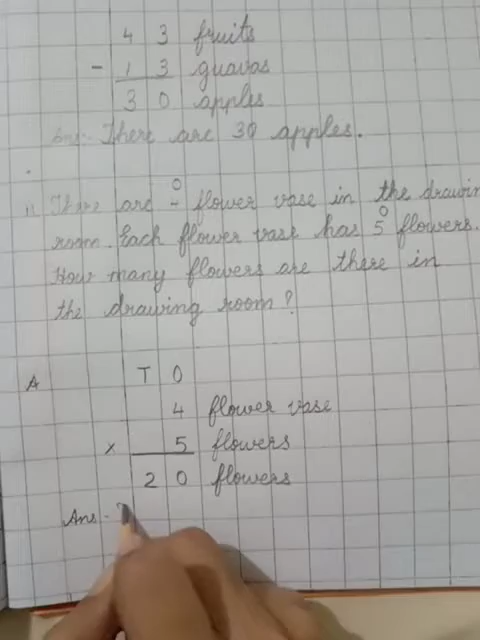 4 3 fruits
- 1 3 guavas
3 0 apples
Ans:- There are 30 apples.
O
There are flower vase in the drawin
O
room. Each flower vase has 5 flowers.
How many flowers are there in
the drawing room?
A T O
4 flower vase
x 5 flowers
2 0 flowers
Ans -